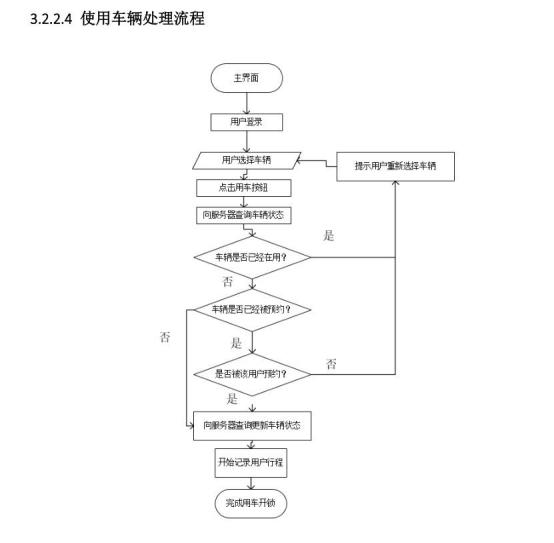 3.2.2.4 使用车辆处理流程
主界面
用户登录
用户选择车辆
提示用户重新选择车辆
点击用车按钮
向服务器查询车辆状态
是
车辆是否已经在用?
否
车辆是否已经被预约?
否
是
是否被该用户预约?
否
是
向服务器查询更新车辆状态
开始记录用户行程
完成用车开锁